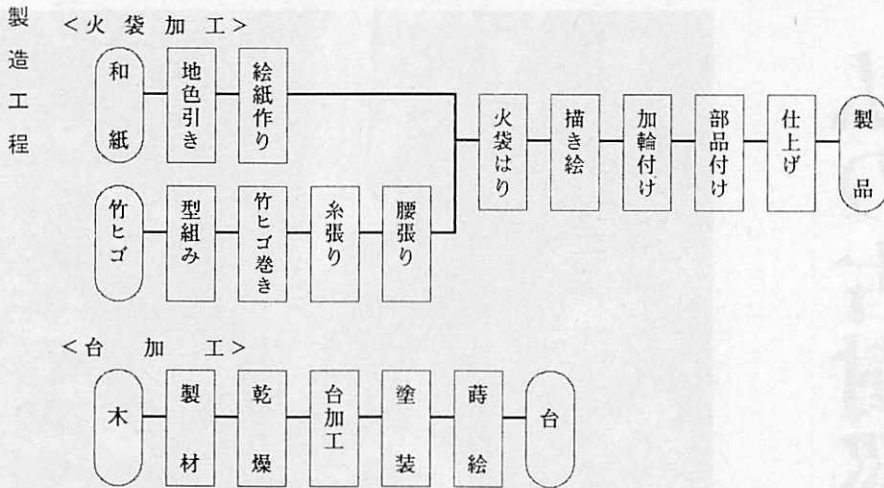 製造工程
<火袋加工>
和紙
地色引き
絵紙作り
竹ヒゴ
型組み
竹ヒゴ巻き
糸張り
腰張り
火袋はり
描き絵
加輪付け
部品付け
仕上げ
製品
<台加工>
木
製材
乾燥
台加工
塗装
蒔絵
台